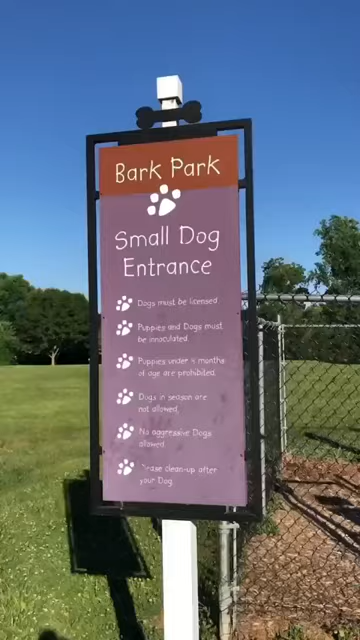 Bark Park
Small Dog
Entrance
Dogs must be licensed
Puppies and Dogs must
be innoculated.
Puppies under 4 months
of age are prohibited.
Dogs in season are
not allowed.
No aggressive Dogs
allowed.
Please clean-up after
your Dog.